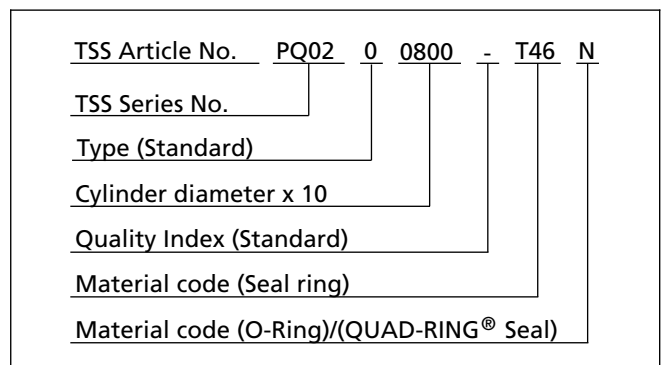 TSS Article No. PQ02 0 0800 - T46 N
TSS Series No.
Type (Standard)
Cylinder diameter x 10
Quality Index (Standard)
Material code (Seal ring)
Material code (O-Ring)/(QUAD-RING® Seal)